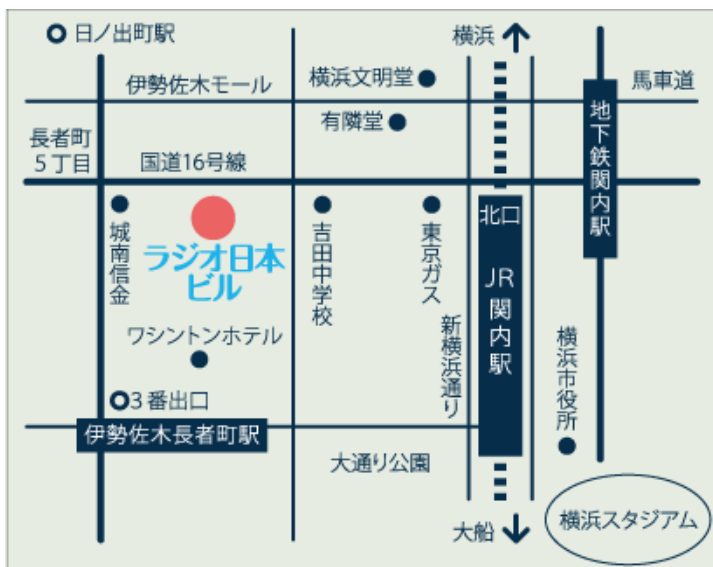 日ノ出町駅
横浜
伊勢佐木モール
横浜文明堂
馬車道
有隣堂
地下鉄関内駅
長者町
5丁目
国道16号線
北口
城南信金
ラジオ日本
ビル
吉田中学校
東京ガス
JR関内駅
新横浜通り
横浜市役所
ワシントンホテル
3番出口
伊勢佐木長者町駅
大通り公園
大船
横浜スタジアム